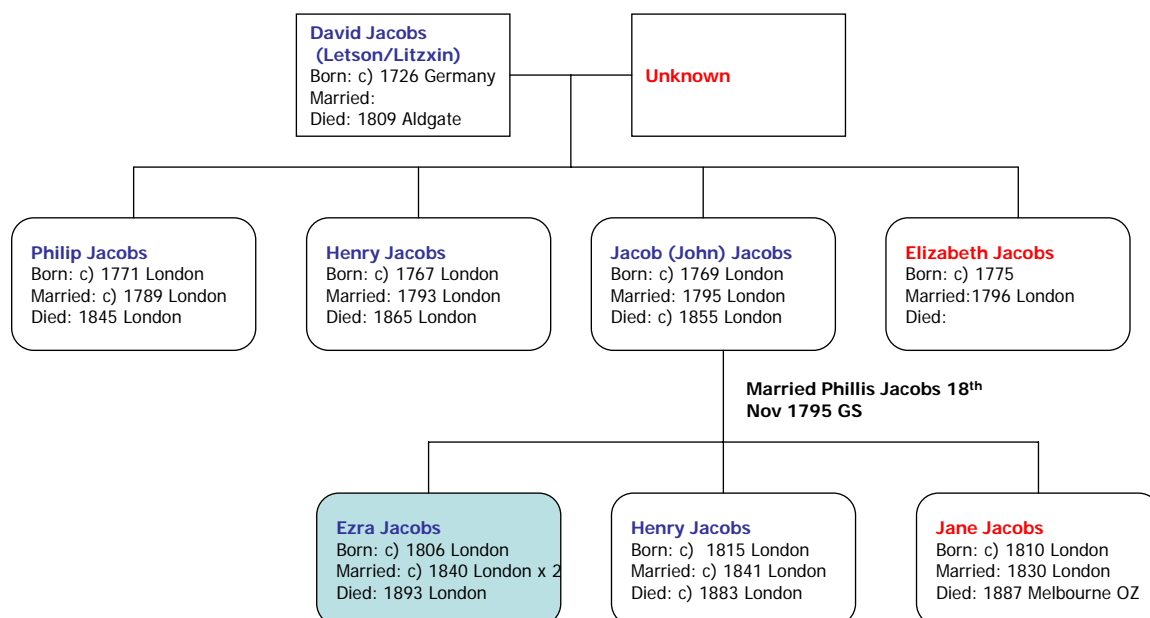 David Jacobs
(Letson/Litzxin)
Born: c) 1726 Germany
Married:
Died: 1809 Aldgate
Unknown
Philip Jacobs
Born: c) 1771 London
Married: c) 1789 London
Died: 1845 London
Henry Jacobs
Born: c) 1767 London
Married: 1793 London
Died: 1865 London
Jacob (John) Jacobs
Born: c) 1769 London
Married: 1795 London
Died: c) 1855 London
Elizabeth Jacobs
Born: c) 1775
Married:1796 London
Died:
Married Phillis Jacobs 18th
Nov 1795 GS
Ezra Jacobs
Born: c) 1806 London
Married: c) 1840 London x 2
Died: 1893 London
Henry Jacobs
Born: c) 1815 London
Married: c) 1841 London
Died: c) 1883 London
Jane Jacobs
Born: c) 1810 London
Married: 1830 London
Died: 1887 Melbourne OZ